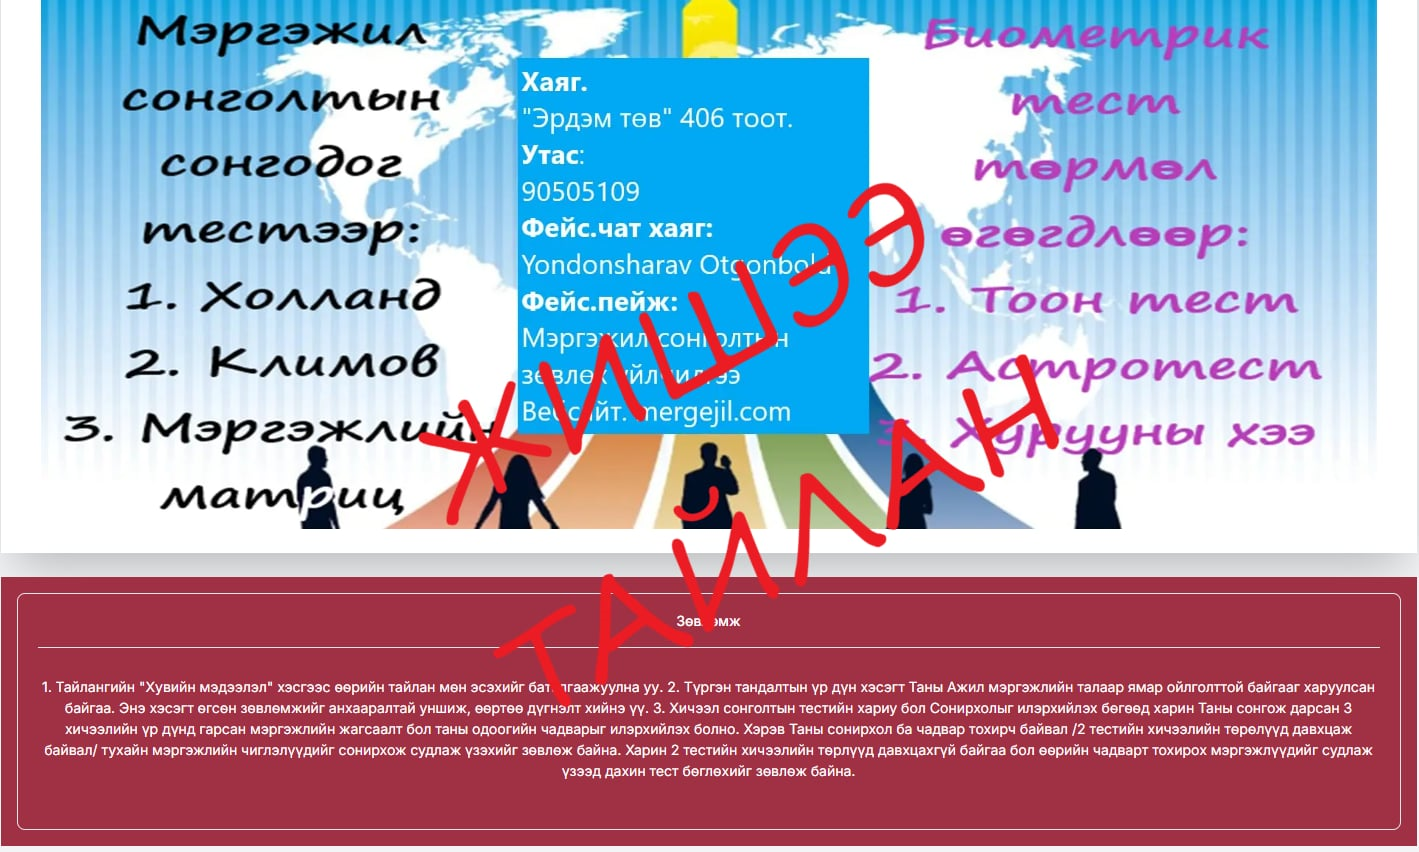 Мэргэжил
сонголтын
сонгодог
тестээр:
1. Холланд
2. Климов
3. Мэргэжлийн
матриц
Хаяг.
"Эрдэм төв" 406 тоот.
Утас:
90505109
Фейс.чат хаяг:
Yondonsharav Otgonbold
Фейс.пейж:
Мэргэжил сонголтын
зөвлөх үйлчилгээ
Вебсайт. mergejil.com
Биометрик
тест
төрмөл
өгөгдлөөр:
1. Тоон тест
2. Астротест
3. Хурууны хээ
ЖИШЭЭ
ТАЙЛАН
Зөвлөмж
1. Тайлангийн "Хувийн мэдээлэл" хэсгээс өөрийн тайлан мөн эсэхийг баталгаажуулна уу. 2. Түргэн тандалтын үр дүн хэсэгт Таны Ажил мэргэжлийн талаар ямар ойлголттой байгааг харуулсан
байгаа. Энэ хэсэгт өгсөн зөвлөмжийг анхааралтай уншиж, өөртөө дүгнэлт хийнэ үү. 3. Хичээл сонголтын тестийн хариу бол Сонирхолыг илэрхийлэх бөгөөд харин Таны сонгож дарсан 3
хичээлийн үр дүнд гарсан мэргэжлийн жагсаалт бол таны одоогийн чадварыг илэрхийлэх болно. Хэрэв Таны сонирхол ба чадвар тохирч байвал /2 тестийн хичээлийн төрөлүүд давхцаж
байвал/ тухайн мэргэжлийн чиглэлүүдийг сонирхож судлаж үзэхийг зөвлөж байна. Харин 2 тестийн хичээлийн төрлүүд давхцахгүй байгаа бол өөрийн чадварт тохирох мэргэжлүүдийг судлаж
үзээд дахин тест бөглөхийг зөвлөж байна.